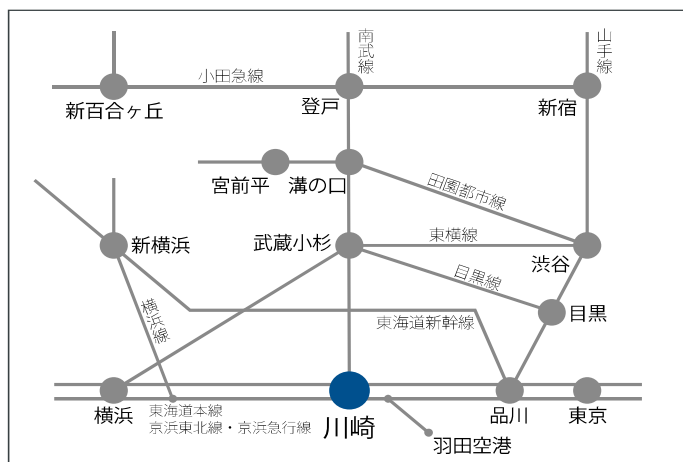 南武線
山手線
小田急線
新百合ヶ丘
登戸
新宿
宮前平
溝の口
田園都市線
新横浜
武蔵小杉
東横線
渋谷
目黒線
横浜線
東海道新幹線
目黒
横浜
東海道本線
京浜東北線・京浜急行線
川崎
品川
東京
羽田空港